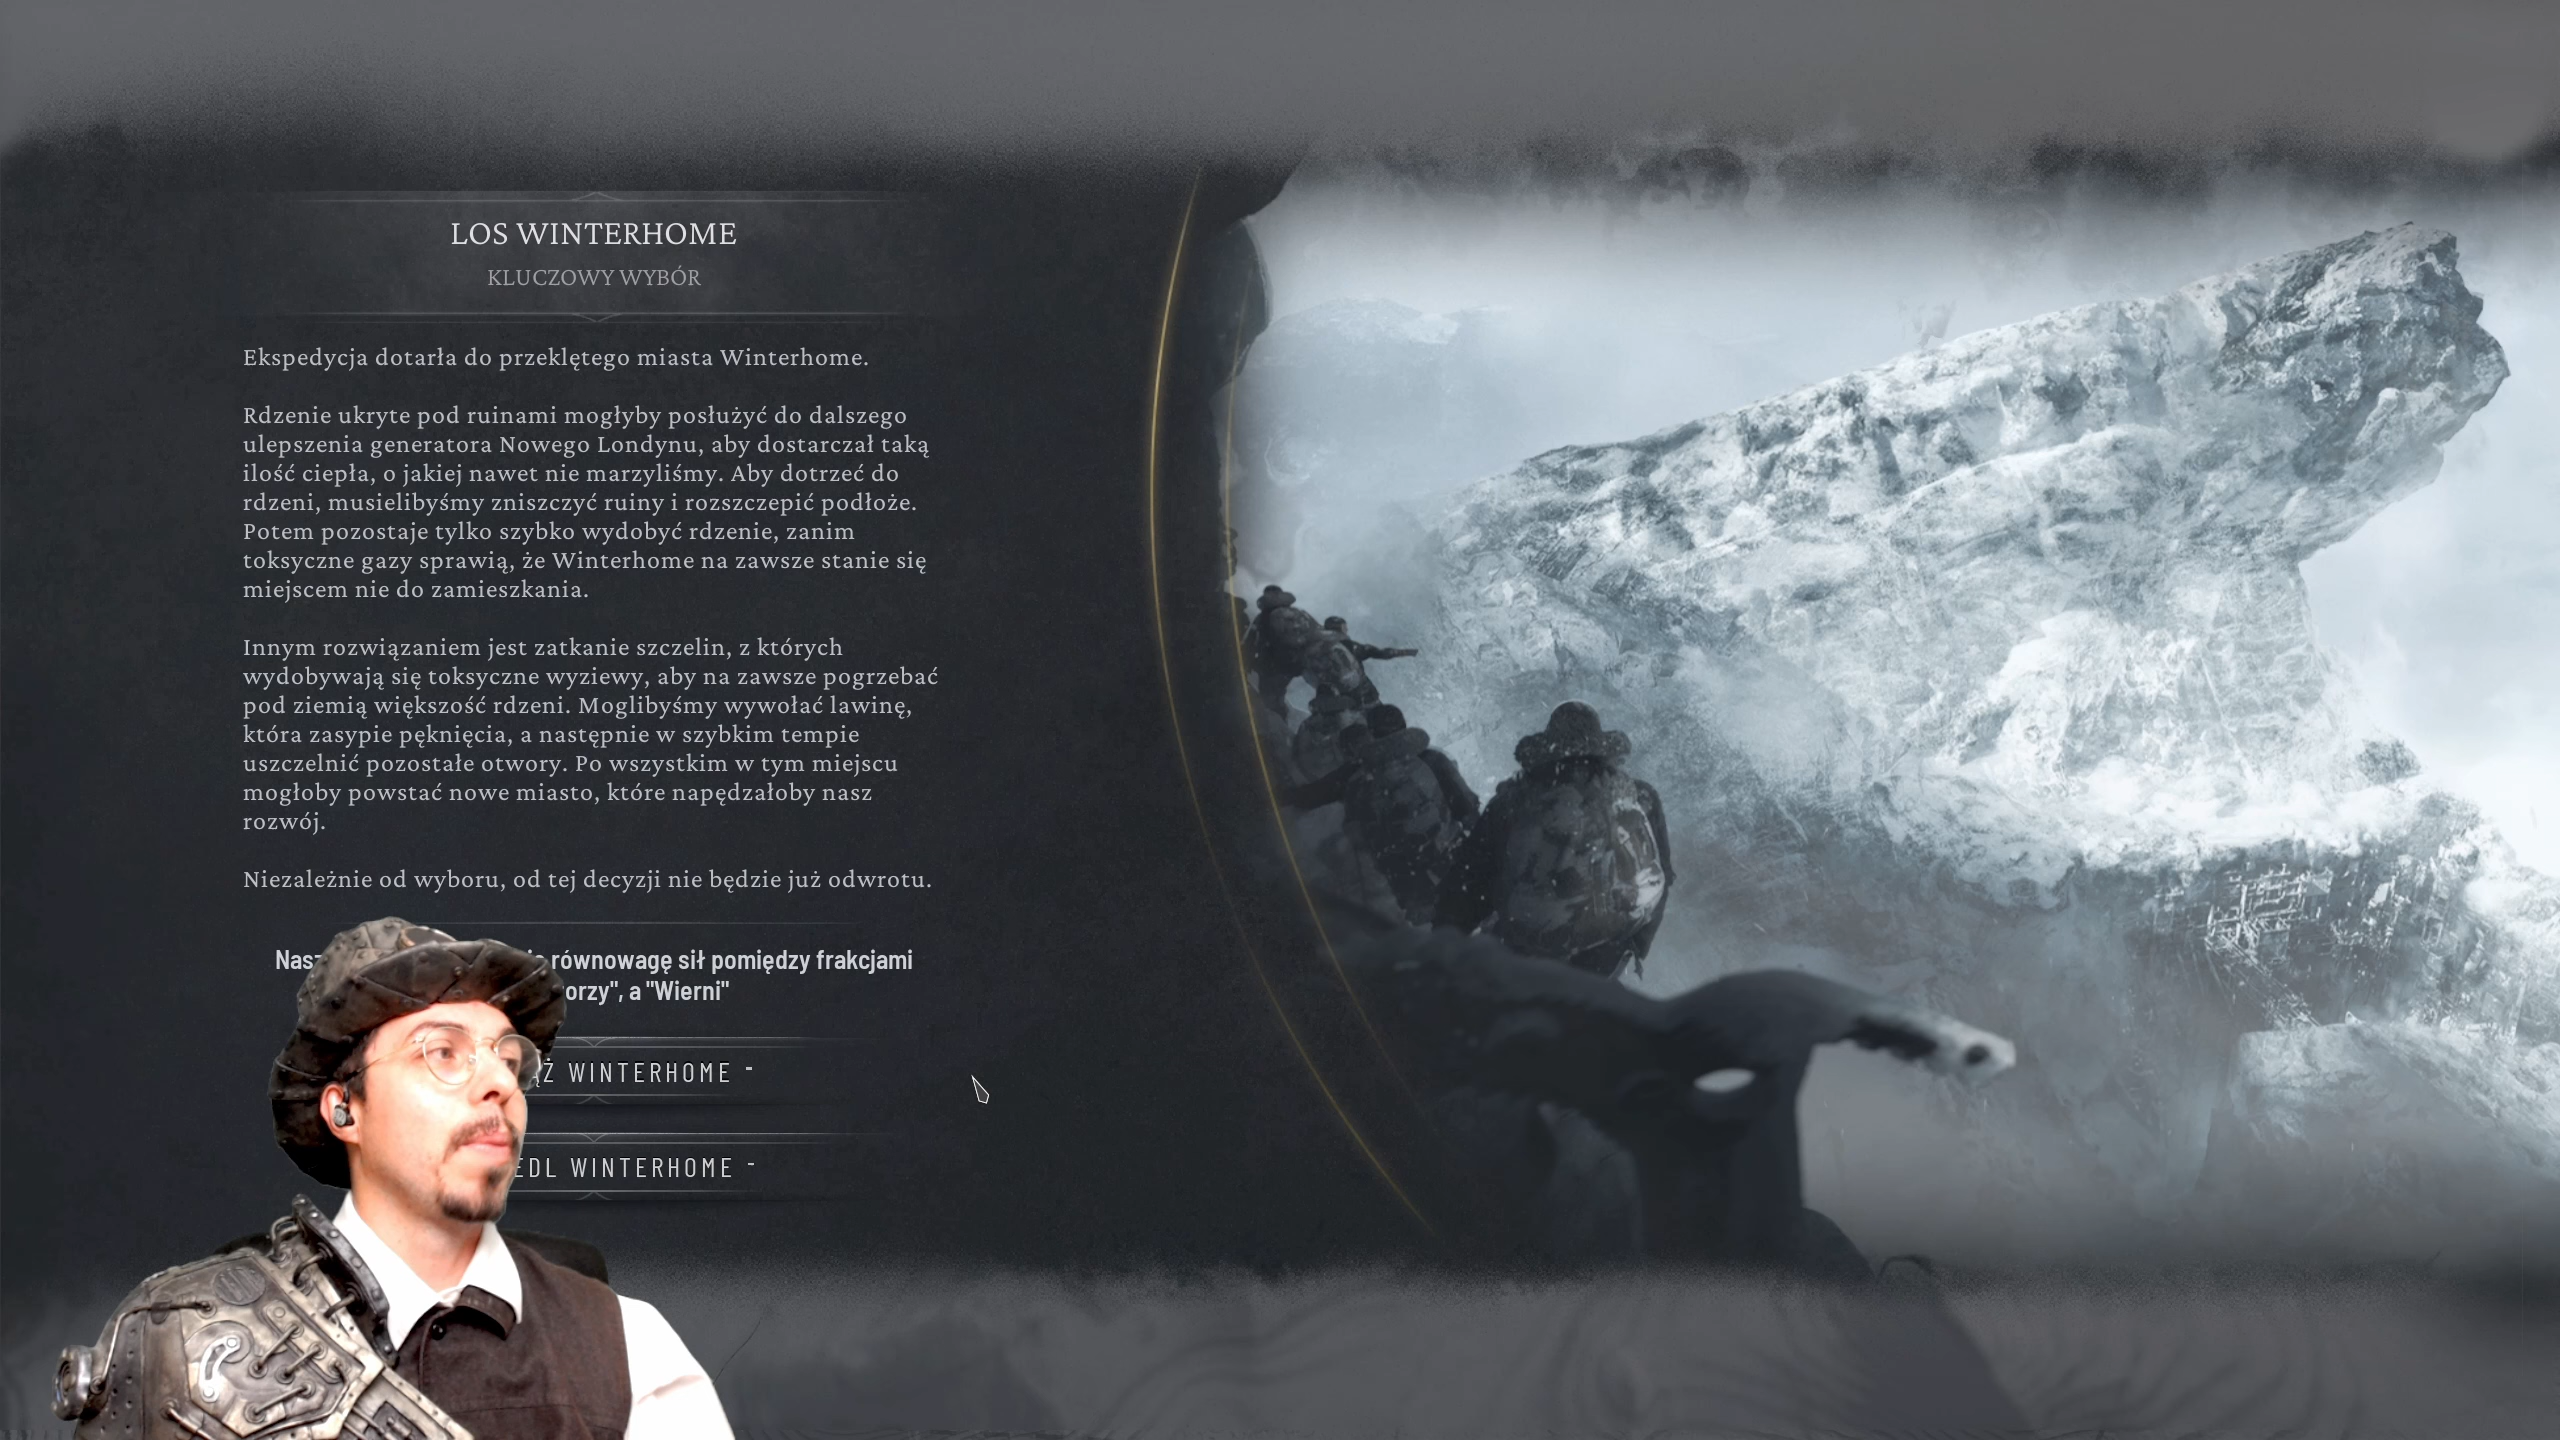 LOS WINTERHOME
KLUCZOWY WYBÓR
Ekspedycja dotarła do przeklętego miasta Winterhome.
Rdzenie ukryte pod ruinami mogłyby posłużyć do dalszego
ulepszenia generatora Nowego Londynu, aby dostarczał taką
ilość ciepła, o jakiej nawet nie marzyliśmy. Aby dotrzeć do
rdzeni, musielibyśmy zniszczyć ruiny i rozszczepić podłoże.
Potem pozostaje tylko szybko wydobyć rdzenie, zanim
toksyczne gazy sprawią, że Winterhome na zawsze stanie się
miejscem nie do zamieszkania.
Innym rozwiązaniem jest zatkanie szczelin, z których
wydobywają się toksyczne wyziewy, aby na zawsze pogrzebać
pod ziemią większość rdzeni. Moglibyśmy wywołać lawinę,
która zasypie pęknięcia, a następnie w szybkim tempie
uszczelnić pozostałe otwory. Po wszystkim w tym miejscu
mogłoby powstać nowe miasto, które napędzałoby nasz
rozwój.
Niezależnie od wyboru, od tej decyzji nie będzie już odwrotu.
równowagę sił pomiędzy frakcjami
a "Wierni"
WINTERHOME -
WINTERHOME -